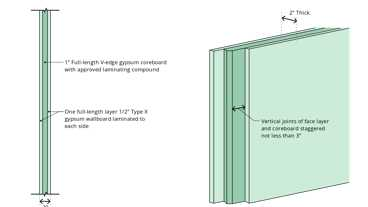 2" Thick
1" Full-length V-edge gypsum coreboard
with approved laminating compound
One full-length layer 1/2" Type X
gypsum wallboard laminated to
each side
Vertical joints of face layer
and coreboard staggered
not less than 3"